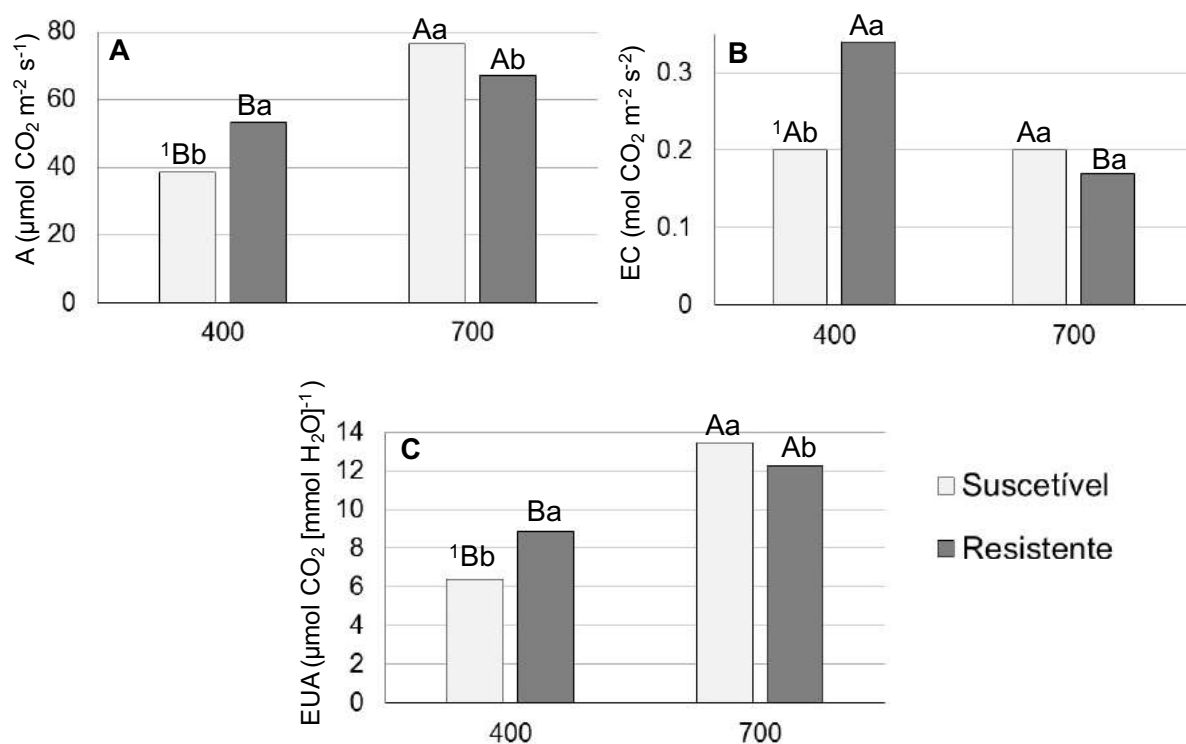 A
A (µmol CO₂ m⁻² s⁻¹)
80
60
40
20
0
¹Bb
Ba
Aa
Ab
400
700
B
EC (mol CO₂ m⁻² s⁻²)
0.3
0.2
0.1
0
¹Ab
Aa
Aa
Ba
400
700
C
EUA (µmol CO₂ [mmol H₂O]⁻¹)
14
12
10
8
6
4
2
0
¹Bb
Ba
Aa
Ab
400
700
Suscetível
Resistente